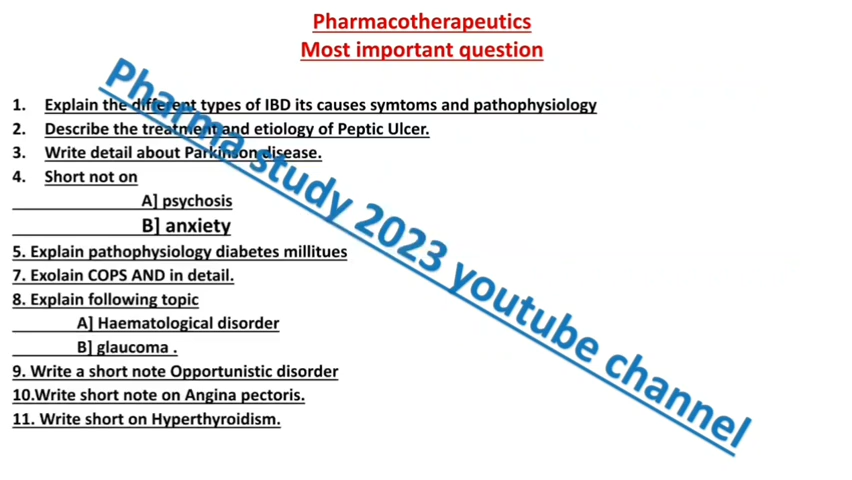 Pharmacotherapeutics
Most important question
1. Explain the different types of IBD its causes symtoms and pathophysiology
2. Describe the treatment and etiology of Peptic Ulcer.
3. Write detail about Parkinson disease.
4. Short not on
A] psychosis
B] anxiety
5. Explain pathophysiology diabetes millitues
7. Exolain COPS AND in detail.
8. Explain following topic
A] Haematological disorder
B] glaucoma .
9. Write a short note Opportunistic disorder
10.Write short note on Angina pectoris.
11. Write short on Hyperthyroidism.
Pharma study 2023 youtube channel